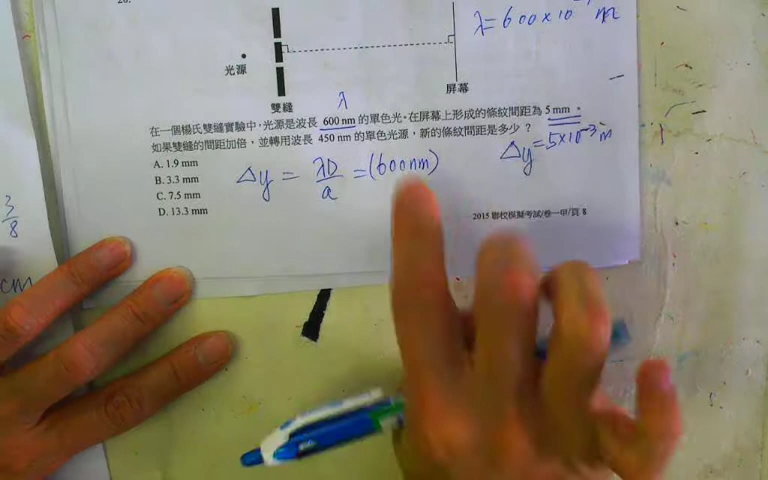 λ=600×10 m
光源
雙縫
屏幕
λ
在一個楊氏雙縫實驗中,光源是波長 600 nm 的單色光。在屏幕上形成的條紋間距為 5 mm。
如果雙縫的間距加倍,並轉用波長 450 nm 的單色光源,新的條紋間距是多少?
Δy=5×10⁻³m
A. 1.9 mm
B. 3.3 mm
C. 7.5 mm
D. 13.3 mm
Δy = λD/a =(600nm)
2015 聯校模擬考試/卷一甲/頁 8
3/8
cm